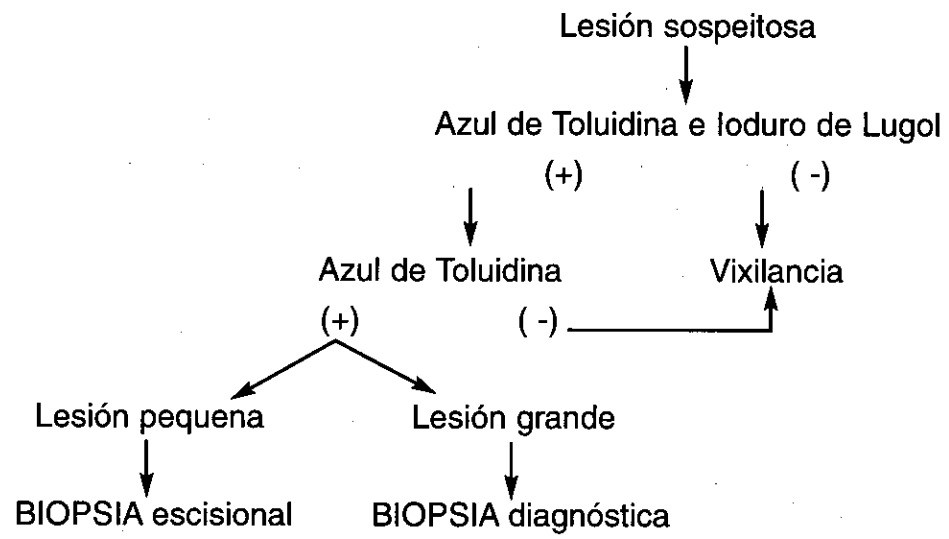 Lesión sospeitosa
Azul de Toluidina e Ioduro de Lugol
(+) (-)
Azul de Toluidina Vixilancia
(+) (-)
Lesión pequena Lesión grande
BIOPSIA escisional BIOPSIA diagnóstica